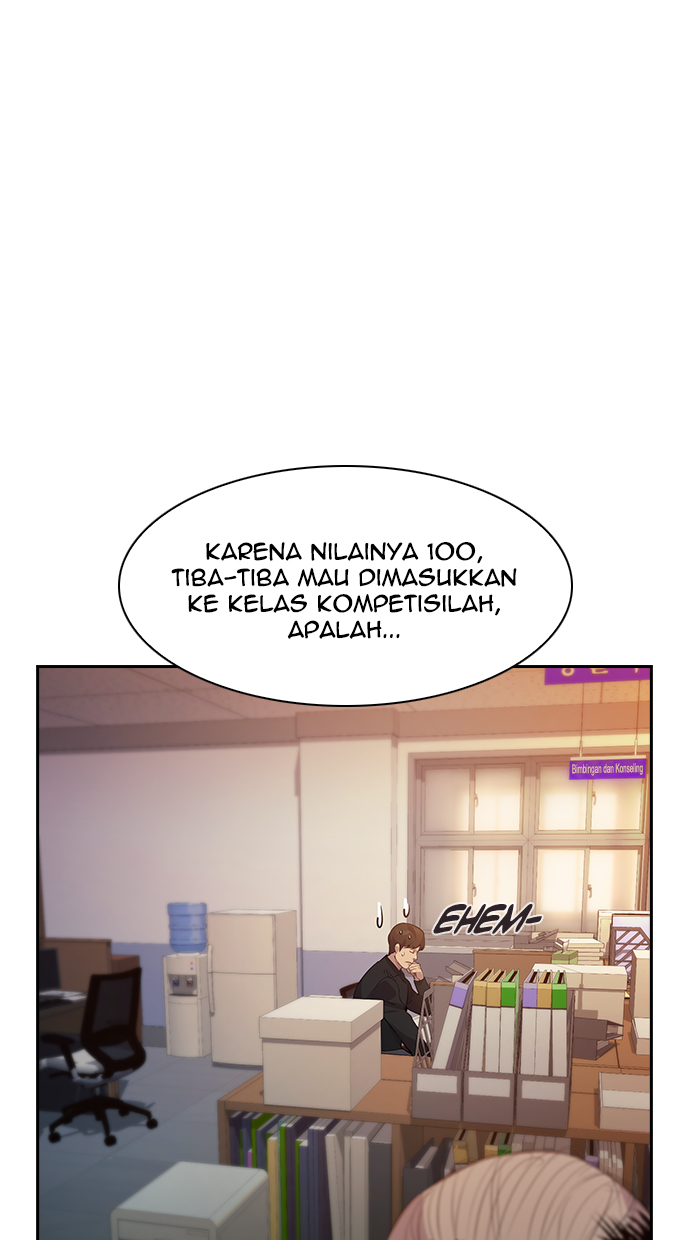 KARENA NILAINYA 100,
TIBA-TIBA MAU DIMASUKKAN
KE KELAS KOMPETISILAH,
APALAH...
Bimbingan dan Konseling
EHEM-